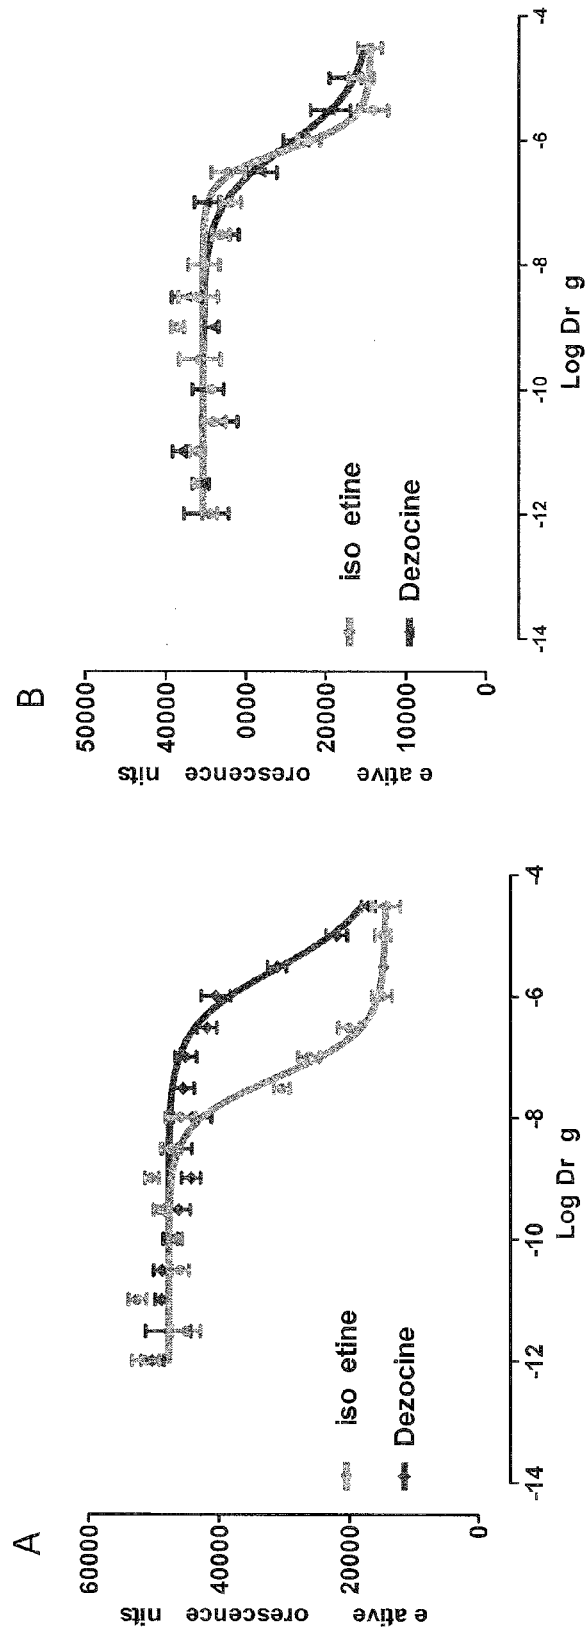 A
60000
40000
20000
0
e ative orescence nits
-14
-12
-10
-8
-6
-4
Log Dr g
iso etine
Dezocine
B
50000
40000
30000
20000
10000
0
e ative orescence nits
-14
-12
-10
-8
-6
-4
Log Dr g
iso etine
Dezocine